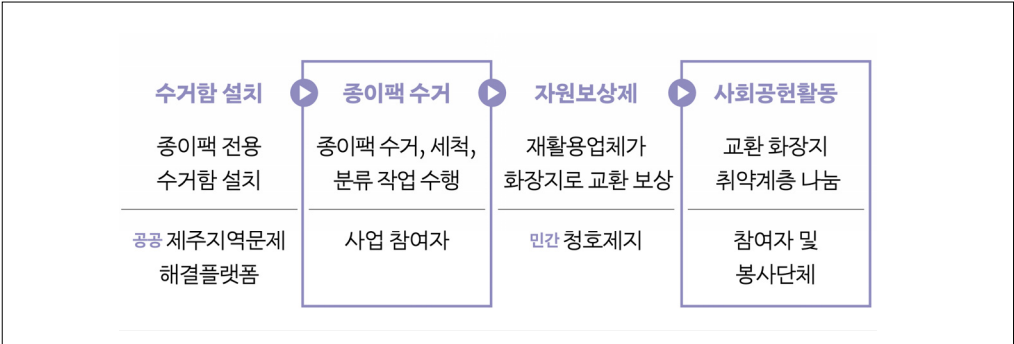 수거함 설치
종이팩 전용
수거함 설치
공공 제주지역문제
해결플랫폼
종이팩 수거
종이팩 수거, 세척,
분류 작업 수행
사업 참여자
자원보상제
재활용업체가
화장지로 교환 보상
민간 청호제지
사회공헌활동
교환 화장지
취약계층 나눔
참여자 및
봉사단체